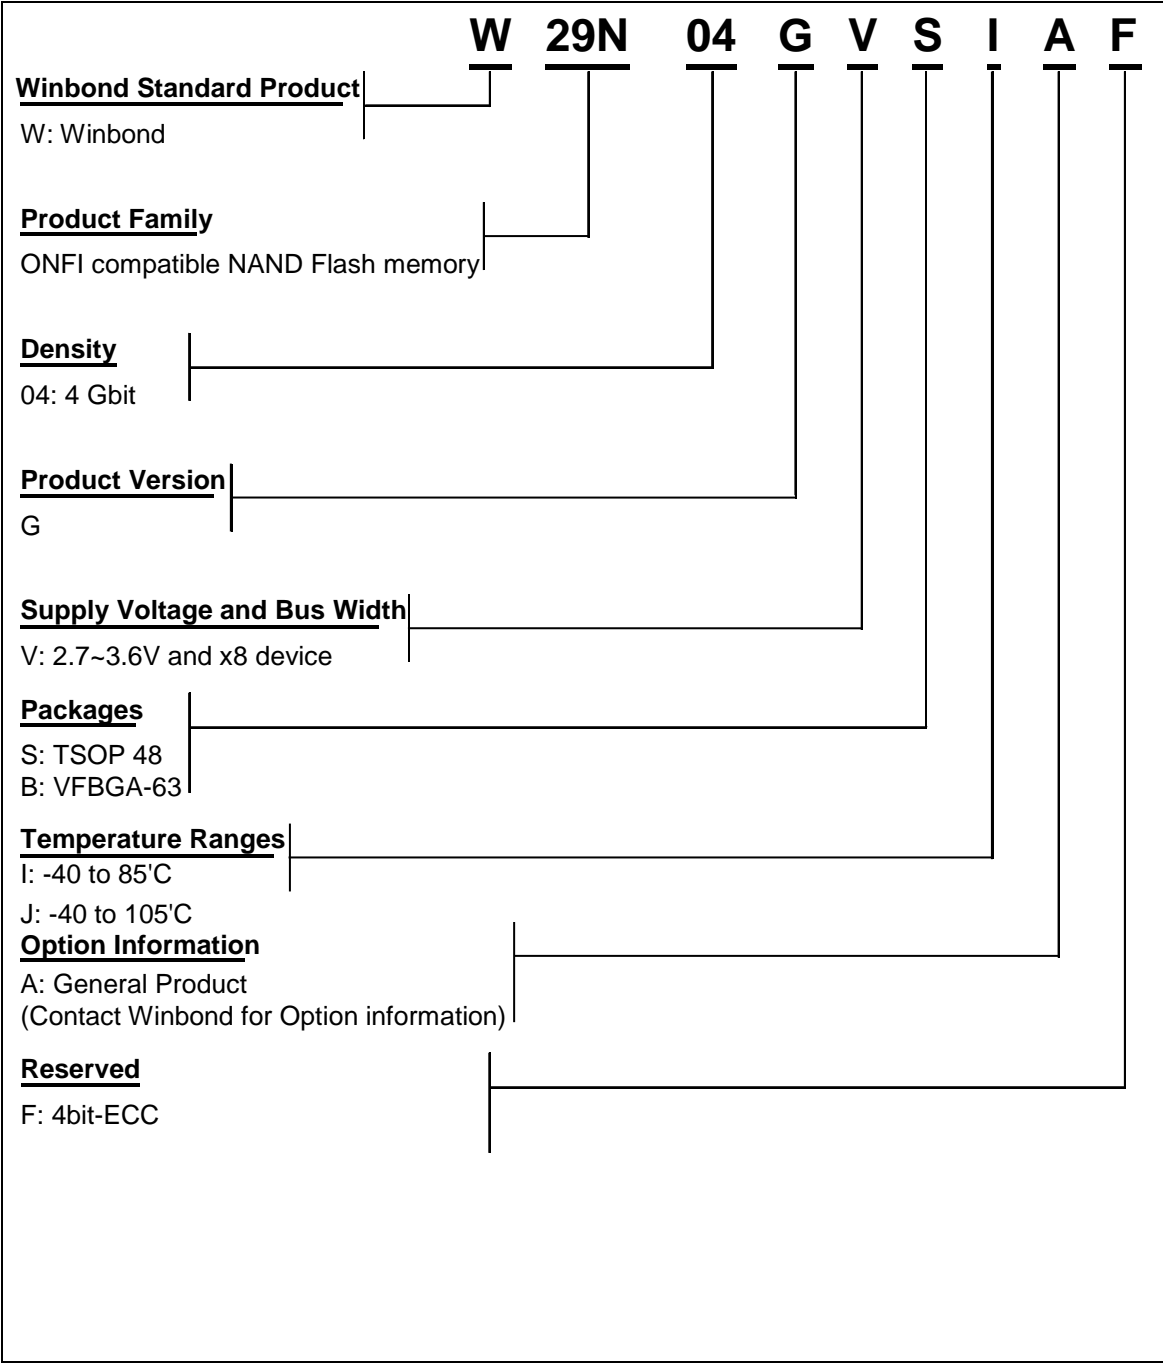 W 29N 04 G V S I A F
Winbond Standard Product
W: Winbond
Product Family
ONFI compatible NAND Flash memory
Density
04: 4 Gbit
Product Version
G
Supply Voltage and Bus Width
V: 2.7~3.6V and x8 device
Packages
S: TSOP 48
B: VFBGA-63
Temperature Ranges
I: -40 to 85'C
J: -40 to 105'C
Option Information
A: General Product
(Contact Winbond for Option information)
Reserved
F: 4bit-ECC